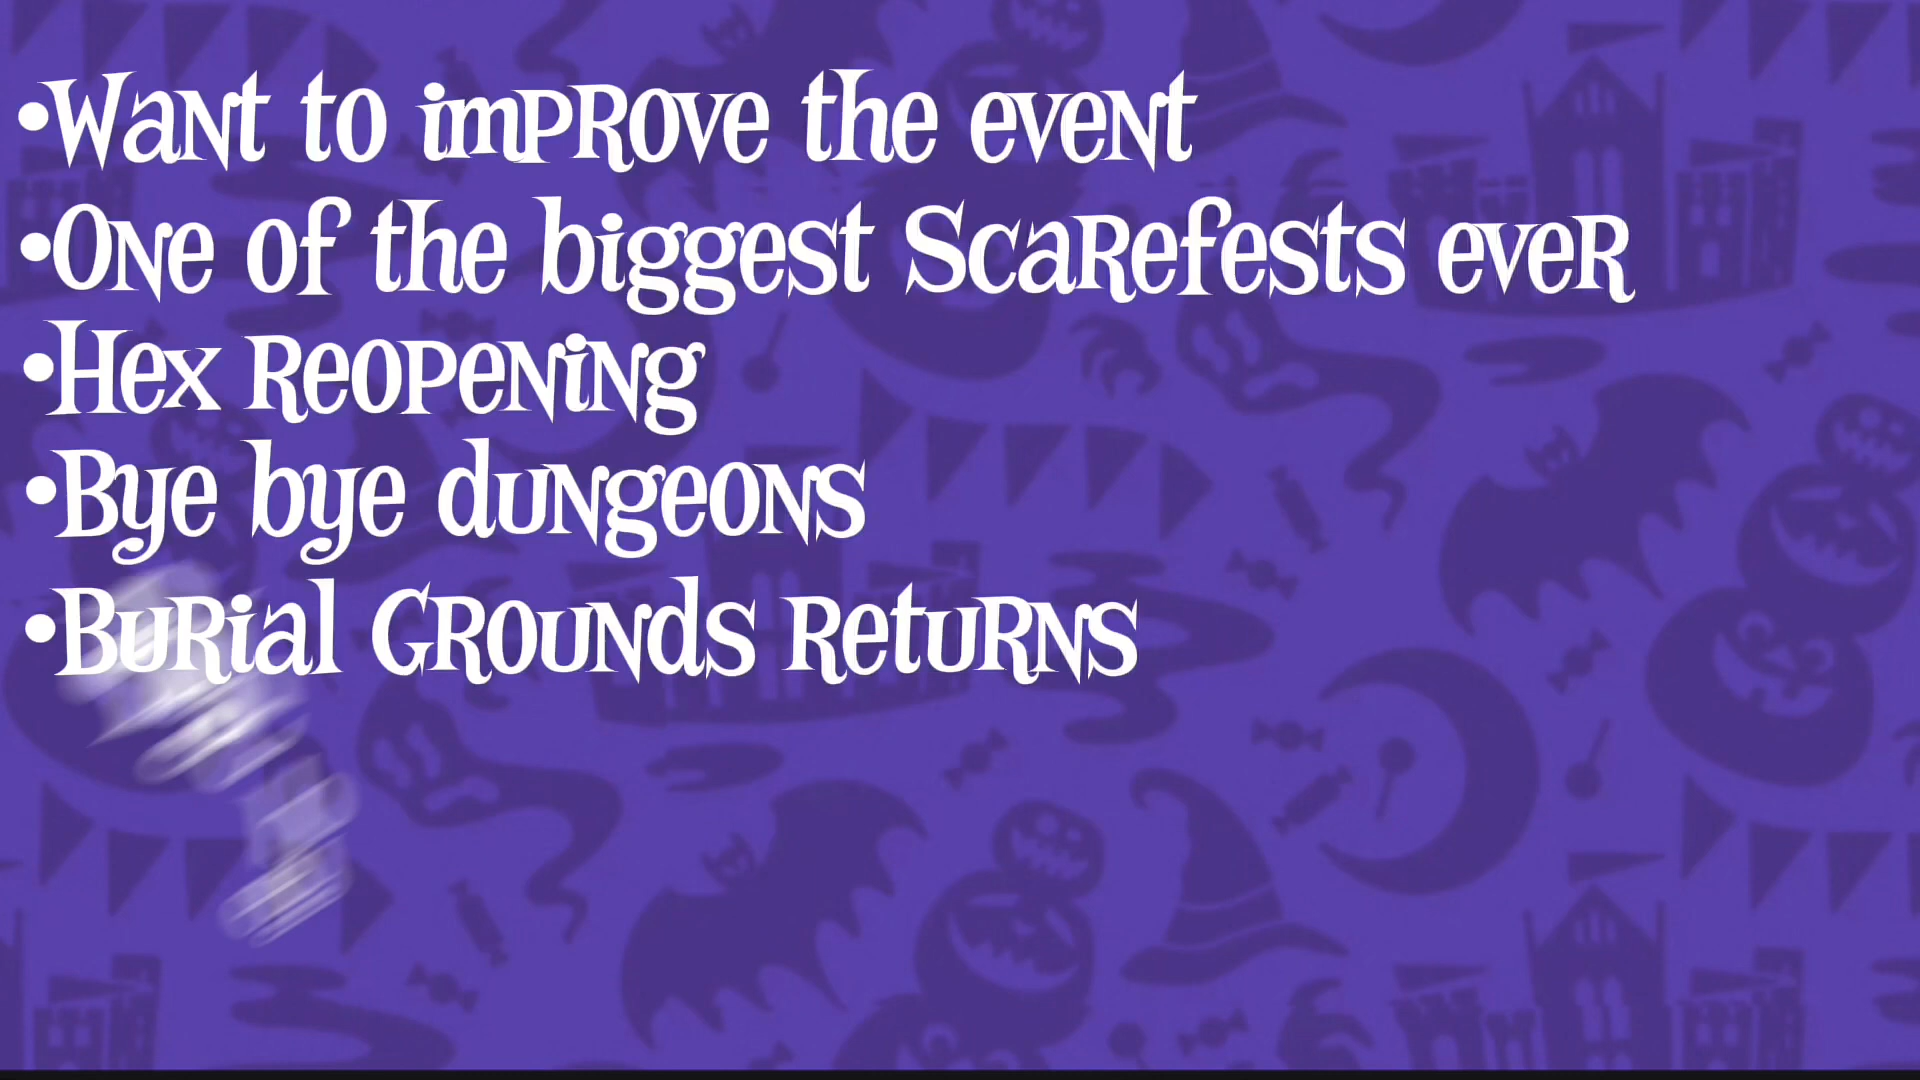 •Want to improve the event
•One of the biggest Scarefests ever
•Hex reopening
•Bye bye dungeons
•Burial Grounds returns